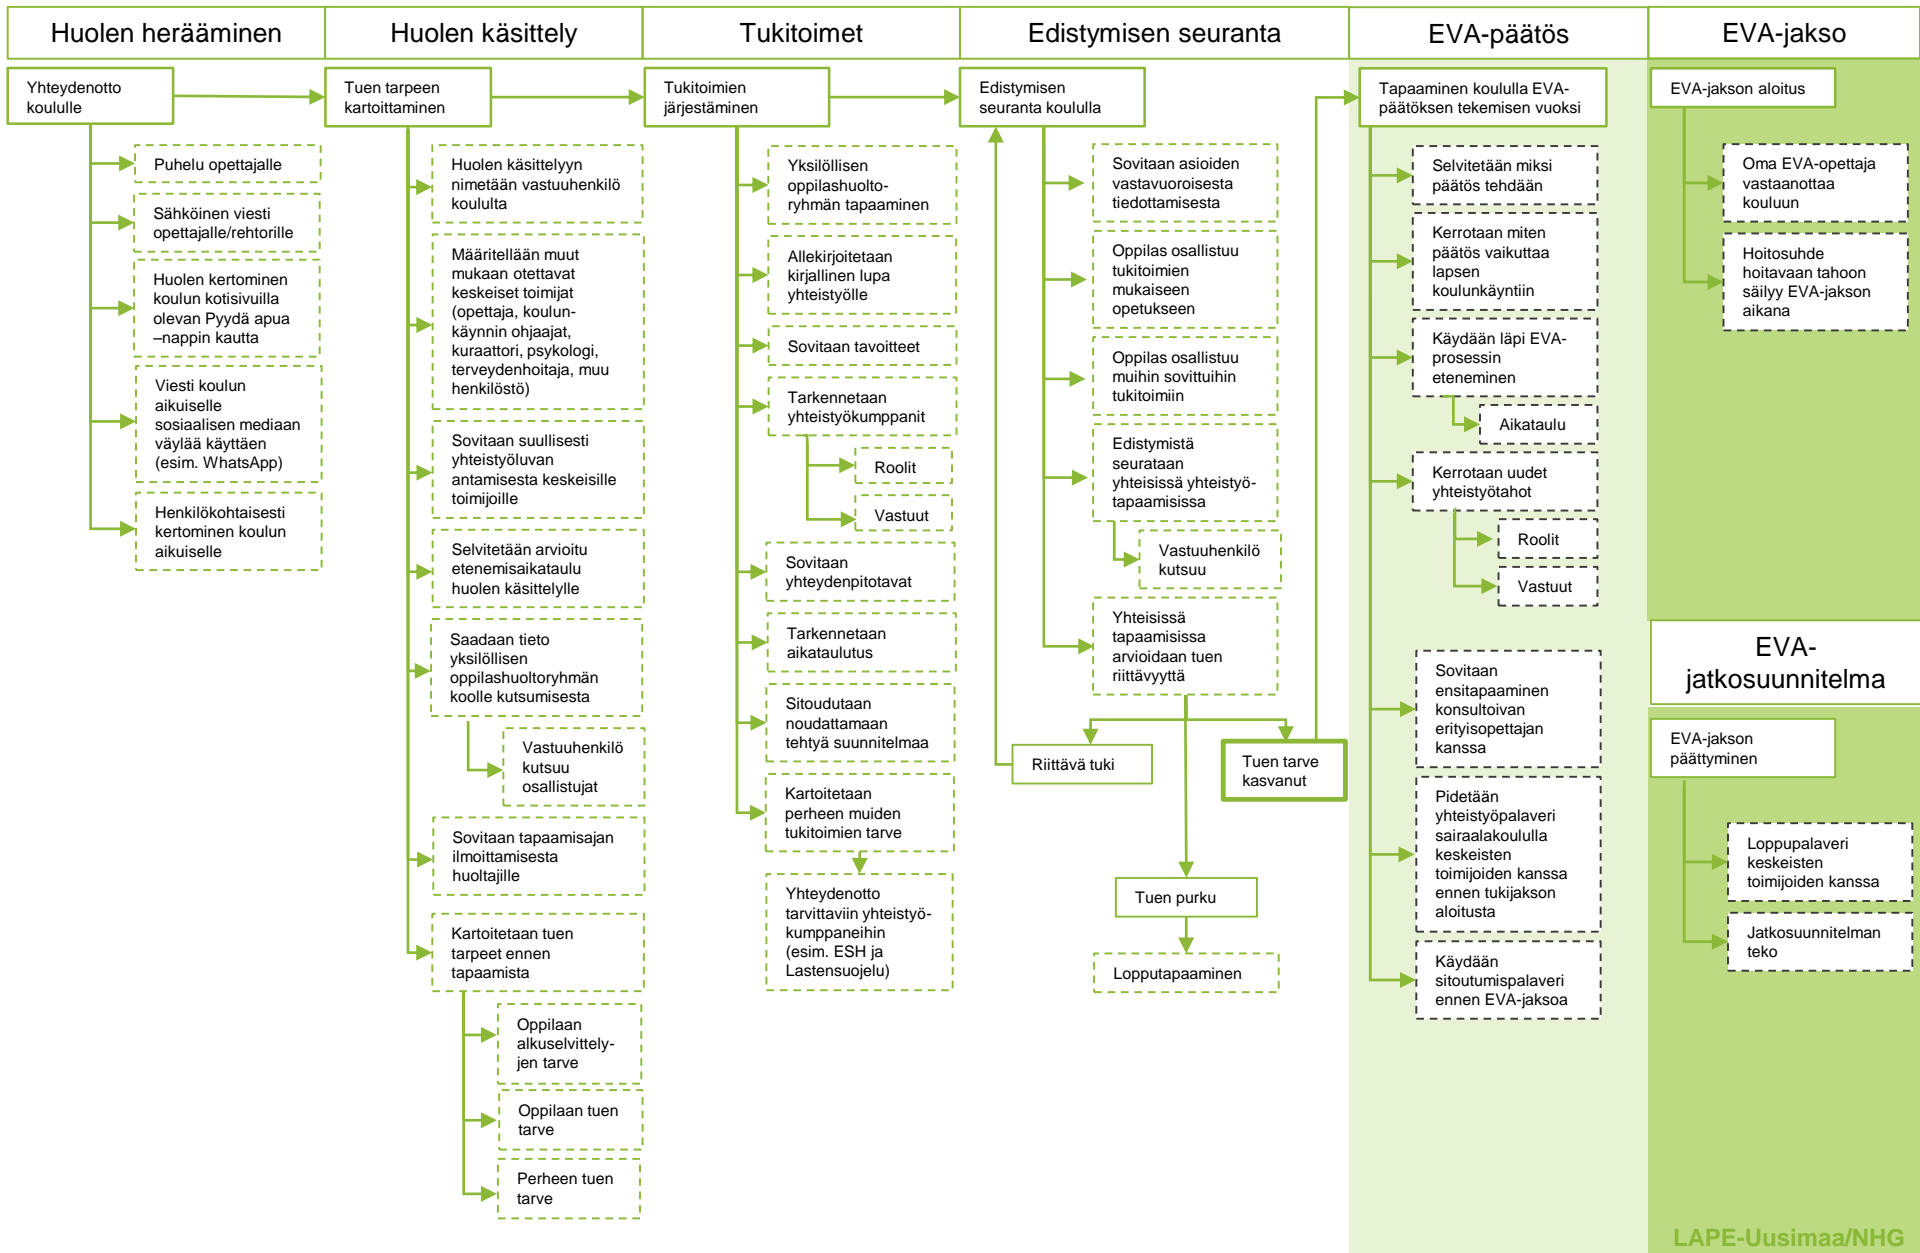 Huolen herääminen
Huolen käsittely
Tukitoimet
Edistymisen seuranta
EVA-päätös
EVA-jakso
Yhteydenotto
koululle
Puhelu opettajalle
Sähköinen viesti
opettajalle/rehtorille
Huolen kertominen
koulun kotisivuilla
olevan Pyydä apua
–nappin kautta
Viesti koulun
aikuiselle
sosiaalisen mediaan
väylää käyttäen
(esim. WhatsApp)
Henkilökohtaisesti
kertominen koulun
aikuiselle
Tuen tarpeen
kartoittaminen
Huolen käsittelyyn
nimetään vastuuhenkilö
koululta
Määritellään muut
mukaan otettavat
keskeiset toimijat
(opettaja, koulun-
käynnin ohjaajat,
kuraattori, psykologi,
terveydenhoitaja, muu
henkilöstö)
Sovitaan suullisesti
yhteistyöluvan
antamisesta keskeisille
toimijoille
Selvitetään arvioitu
etenemisaikataulu
huolen käsittelylle
Saadaan tieto
yksilöllisen
oppilashuoltoryhmän
koolle kutsumisesta
Vastuuhenkilö
kutsuu
osallistujat
Sovitaan tapaamisajan
ilmoittamisesta
huoltajille
Kartoitetaan tuen
tarpeet ennen
tapaamista
Oppilaan
alkuselvittely-
jen tarve
Oppilaan tuen
tarve
Perheen tuen
tarve
Tukitoimien
järjestäminen
Yksilöllisen
oppilashuolto-
ryhmän tapaaminen
Allekirjoitetaan
kirjallinen lupa
yhteistyölle
Sovitaan tavoitteet
Tarkennetaan
yhteistyökumppanit
Roolit
Vastuut
Sovitaan
yhteydenpitotavat
Tarkennetaan
aikataulutus
Sitoudutaan
noudattamaan
tehtyä suunnitelmaa
Kartoitetaan
perheen muiden
tukitoimien tarve
Yhteydenotto
tarvittaviin yhteistyö-
kumppaneihin
(esim. ESH ja
Lastensuojelu)
Edistymisen
seuranta koululla
Sovitaan asioiden
vastavuoroisesta
tiedottamisesta
Oppilas osallistuu
tukitoimien
mukaiseen
opetukseen
Oppilas osallistuu
muihin sovittuihin
tukitoimiin
Edistymistä
seurataan
yhteisissä yhteistyö-
tapaamisissa
Vastuuhenkilö
kutsuu
Yhteisissä
tapaamisissa
arvioidaan tuen
riittävyyttä
Riittävä tuki
Tuen tarve
kasvanut
Tuen purku
Lopputapaaminen
Tapaaminen koululla EVA-
päätöksen tekemisen vuoksi
Selvitetään miksi
päätös tehdään
Kerrotaan miten
päätös vaikuttaa
lapsen
koulunkäyntiin
Käydään läpi EVA-
prosessin
eteneminen
Aikataulu
Kerrotaan uudet
yhteistyötahot
Roolit
Vastuut
Sovitaan
ensitapaaminen
konsultoivan
erityisopettajan
kanssa
Pidetään
yhteistyöpalaveri
sairaalakoululla
keskeisten
toimijoiden kanssa
ennen tukijakson
aloitusta
Käydään
sitoutumispalaveri
ennen EVA-jaksoa
EVA-jakson aloitus
Oma EVA-opettaja
vastaanottaa
kouluun
Hoitosuhde
hoitavaan tahoon
säilyy EVA-jakson
aikana
EVA-
jatkosuunnitelma
EVA-jakson
päättyminen
Loppupalaveri
keskeisten
toimijoiden kanssa
Jatkosuunnitelman
teko
LAPE-Uusimaa/NHG